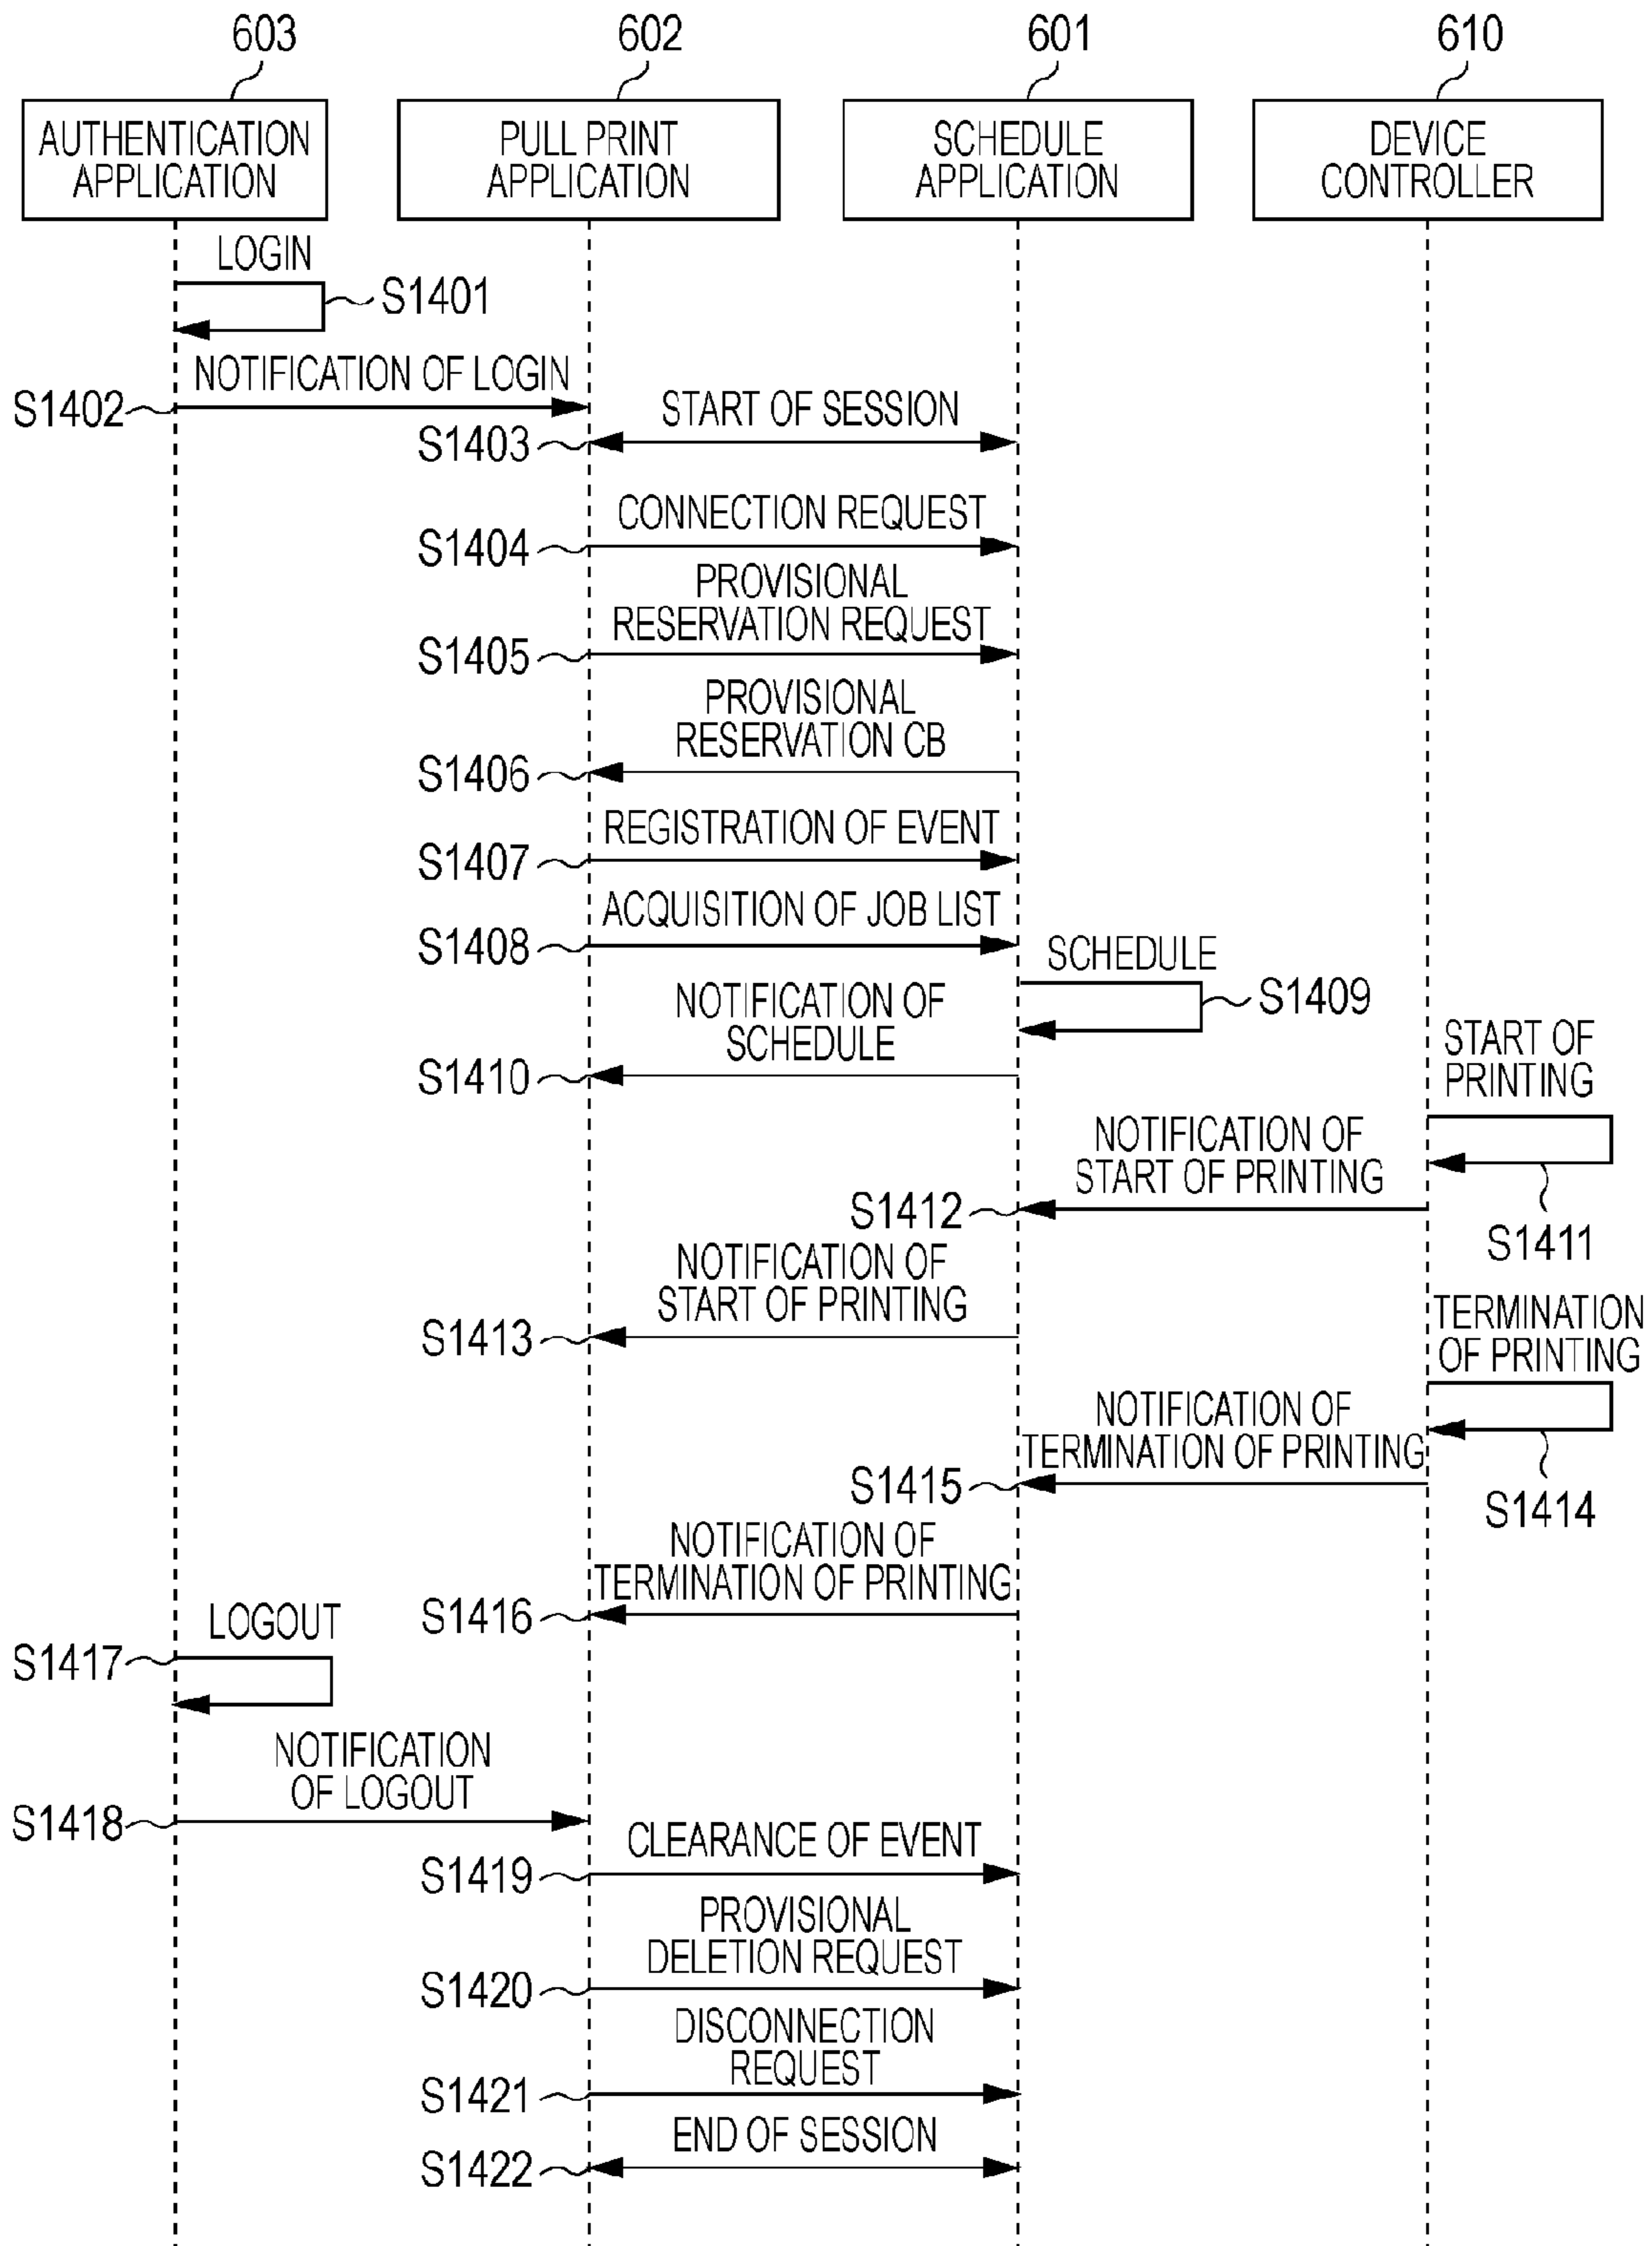 603
602
601
610
AUTHENTICATION
APPLICATION
PULL PRINT
APPLICATION
SCHEDULE
APPLICATION
DEVICE
CONTROLLER
LOGIN
S1401
NOTIFICATION OF LOGIN
S1402
START OF SESSION
S1403
CONNECTION REQUEST
S1404
PROVISIONAL
RESERVATION REQUEST
S1405
PROVISIONAL
RESERVATION CB
S1406
REGISTRATION OF EVENT
S1407
ACQUISITION OF JOB LIST
S1408
SCHEDULE
S1409
NOTIFICATION OF
SCHEDULE
S1410
START OF
PRINTING
S1411
NOTIFICATION OF
START OF PRINTING
S1412
NOTIFICATION OF
START OF PRINTING
S1413
TERMINATION
OF PRINTING
S1414
NOTIFICATION OF
TERMINATION OF PRINTING
S1415
NOTIFICATION OF
TERMINATION OF PRINTING
S1416
LOGOUT
S1417
NOTIFICATION
OF LOGOUT
S1418
CLEARANCE OF EVENT
S1419
PROVISIONAL
DELETION REQUEST
S1420
DISCONNECTION
REQUEST
S1421
END OF SESSION
S1422